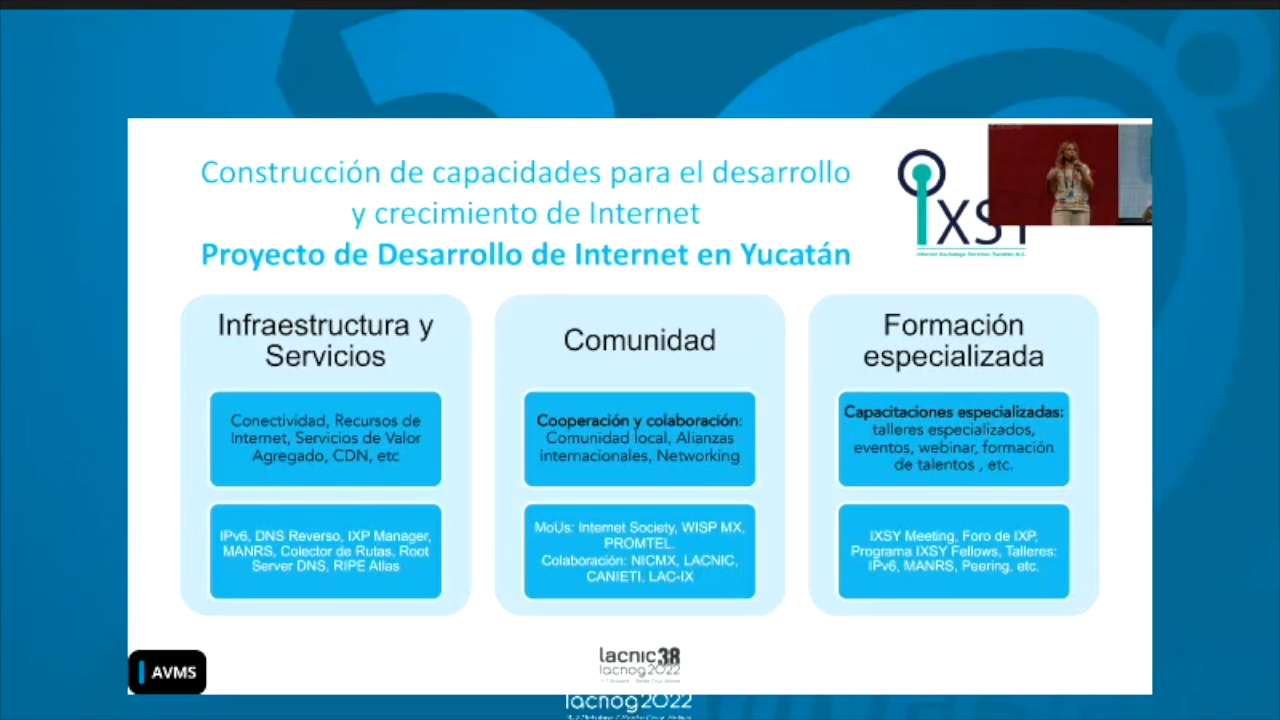 Construcción de capacidades para el desarrollo
y crecimiento de Internet
Proyecto de Desarrollo de Internet en Yucatán
IXSY
Internet Exchange Services Yucatán A.C.
Infraestructura y
Servicios
Conectividad, Recursos de
Internet, Servicios de Valor
Agregado, CDN, etc
IPv6, DNS Reverso, IXP Manager,
MANRS, Colector de Rutas, Root
Server DNS, RIPE Atlas
Comunidad
Cooperación y colaboración:
Comunidad local, Alianzas
internacionales, Networking
MoUs: Internet Society, WISP MX,
PROMTEL.
Colaboración: NICMX, LACNIC,
CANIETI, LAC-IX
Formación
especializada
Capacitaciones especializadas:
talleres especializados,
eventos, webinar, formación
de talentos , etc.
IXSY Meeting, Foro de IXP,
Programa IXSY Fellows, Talleres:
IPv6, MANRS, Peering, etc.
AVMS
lacnic38
lacnog2022
lacnog2022